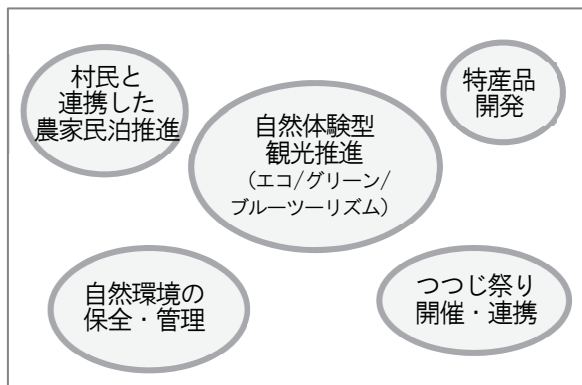 村民と
連携した
農家民泊推進
特産品
開発
自然体験型
観光推進
（エコ/グリーン/
ブルーツーリズム）
自然環境の
保全・管理
つつじ祭り
開催・連携